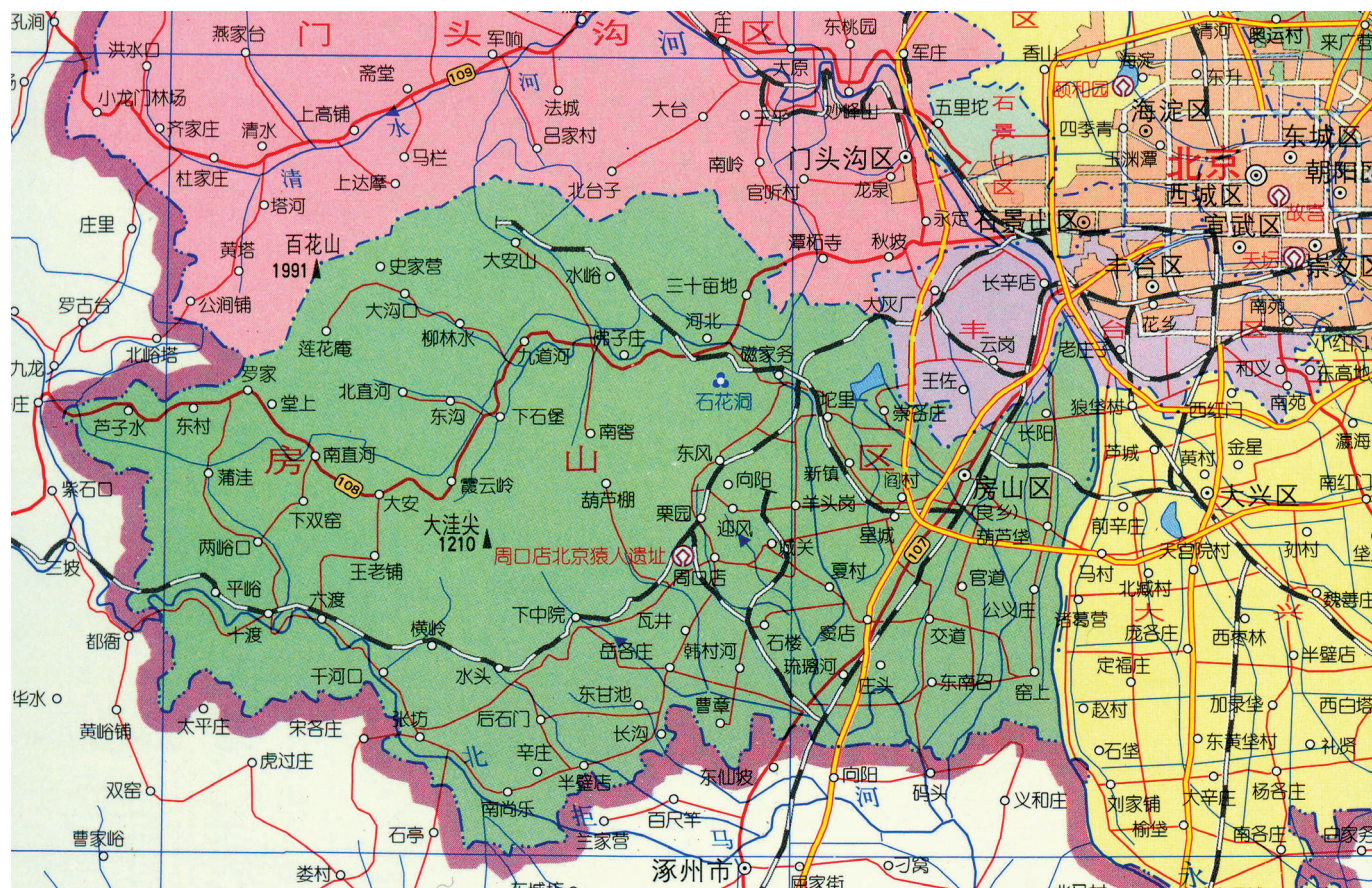 孔涧
洪水口
燕家台
门
头
沟
区
军响
河
庄
东桃园
军庄
区
清河
奥运村
来广营
大原
香山
海淀
东升
斋堂
109
河
法城
小龙门林场
上高铺
水
大台
妙峰山
五里坨
石
景
山
区
颐和园
海淀区
齐家庄
清水
吕家村
四季青
东城区
马栏
门头沟区
玉渊潭
北京
朝阳区
杜家庄
清
上达摩
北台子
南岭
官听村
龙泉
西城区
故宫
塔河
永定
石景山区
宣武区
庄里
黄塔
百花山
1991
史家营
大安山
水峪
潭柘寺
秋坡
长辛店
丰台区
天坛
崇文区
三十亩地
大灰厂
公涧铺
罗古台
大沟口
河北
丰
台
区
花乡
南苑
北峪塔
莲花庵
柳林水
九道河
佛子庄
磁家务
云岗
老庄子
小红门
九龙
庄
罗家
堂上
北直河
东沟
下石堡
石花洞
坨里
王佐
崇各庄
和义
东高地
南苑
芦子水
东村
南窖
狼垡村
西红门
长阳
瀛海
房
山
区
南直河
东风
芦城
金星
黄村
蒲洼
108
霞云岭
葫芦棚
向阳
新镇
阎村
房山区
(良乡)
大兴区
南红门
紫石口
下双窑
大安
大洼尖
1210
栗园
迎风
羊头岗
星城
葫芦垡
前辛庄
两峪口
周口店北京猿人遗址
城关
107
天宫院村
孙村
垡
三坡
王老铺
周口店
夏村
官道
马村
北臧村
平峪
六渡
下中院
瓦井
公义庄
诸葛营
大
兴
魏善庄
都衙
十渡
横岭
岳各庄
韩村河
石楼
窦店
交道
庞各庄
西枣林
半壁店
干河口
水头
琉璃河
定福庄
华水
东甘池
庄头
东南召
窑上
加录垡
西白塔
黄峪铺
太平庄
宋各庄
张坊
后石门
曹章
赵村
长沟
虎过庄
北
辛庄
石垡
东黄垡村
礼贤
双窑
半壁店
东仙坡
向阳
码头
南尚乐
拒
河
义和庄
刘家铺
大辛庄
杨各庄
曹家峪
石亭
兰家营
百尺竿
马
榆垡
南各庄
娄村
涿州市
刁窝
永